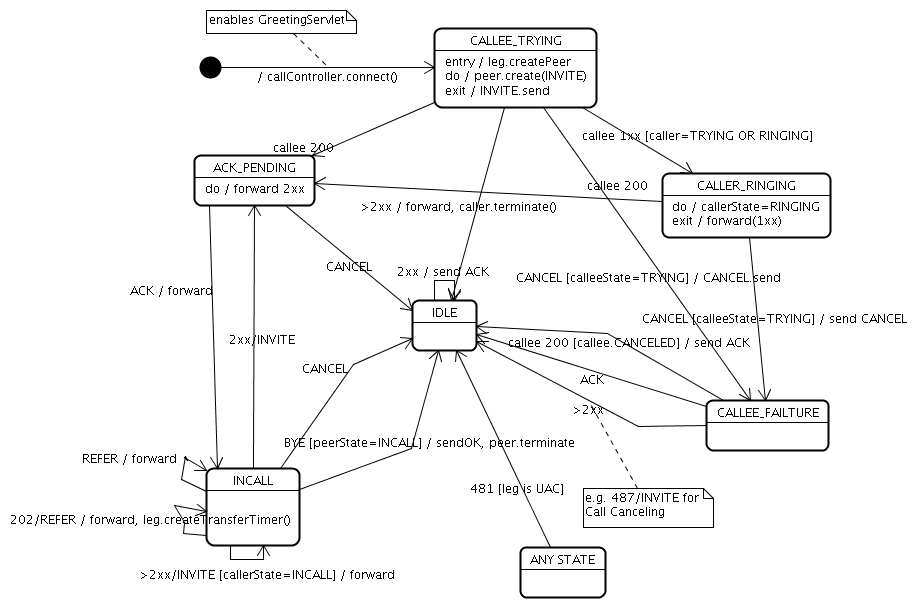 enables GreetingServlet
/ callController.connect()
CALLEE_TRYING
entry / leg.createPeer
do / peer.create(INVITE)
exit / INVITE.send
callee 200
callee 1xx [caller=TRYING OR RINGING]
ACK_PENDING
do / forward 2xx
callee 200
CALLER_RINGING
do / callerState=RINGING
exit / forward(1xx)
>2xx / forward, caller.terminate()
CANCEL
2xx / send ACK
CANCEL [calleeState=TRYING] / CANCEL.send
ACK / forward
IDLE
CANCEL [calleeState=TRYING] / send CANCEL
2xx/INVITE
callee 200 [callee.CANCELED] / send ACK
CANCEL
ACK
>2xx
CALLEE_FAILTURE
BYE [peerState=INCALL] / sendOK, peer.terminate
REFER / forward
INCALL
481 [leg is UAC]
e.g. 487/INVITE for
Call Canceling
202/REFER / forward, leg.createTransferTimer()
ANY STATE
>2xx/INVITE [callerState=INCALL] / forward